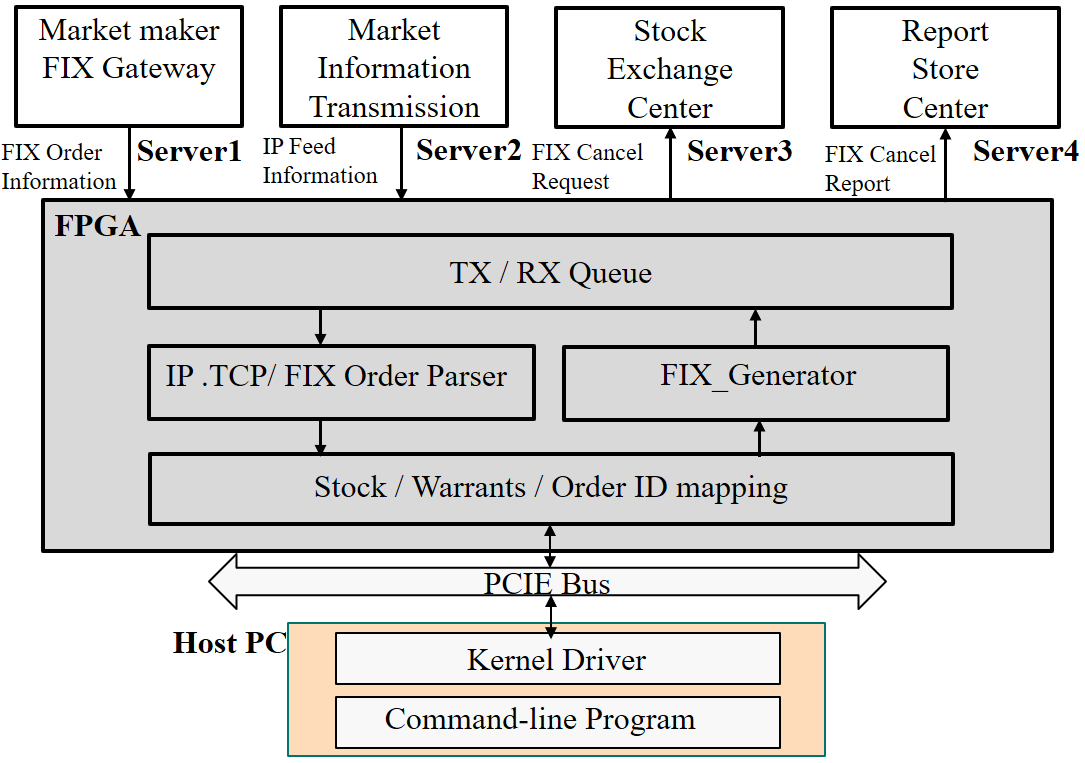 Market maker
FIX Gateway
Market
Information
Transmission
Stock
Exchange
Center
Report
Store
Center
FIX Order
Information
Server1
IP Feed
Information
Server2
FIX Cancel
Request
Server3
FIX Cancel
Report
Server4
FPGA
TX / RX Queue
IP .TCP/ FIX Order Parser
FIX_Generator
Stock / Warrants / Order ID mapping
PCIE Bus
Host PC
Kernel Driver
Command-line Program